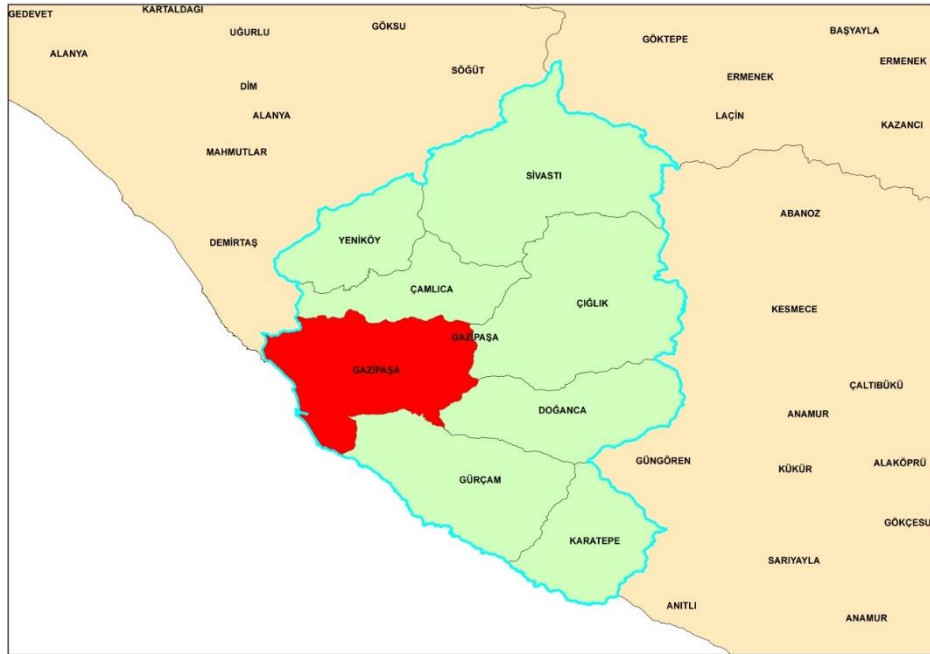 GEDEVET
KARTALDAGI
UĞURLU
GÖKSU
BAŞYAYLA
GÖKTEPE
ALANYA
ERMENEK
SÖĞÜT
ERMENEK
DİM
ALANYA
LAÇİN
KAZANCI
MAHMUTLAR
SİVASTI
ABANOZ
DEMİRTAŞ
YENİKÖY
ÇAMLICA
ÇIĞLIK
KESMECE
GAZİPAŞA
GAZİPAŞA
ÇALTIBÜKÜ
DOĞANCA
ANAMUR
GÜNGÖREN
KÜKÜR
ALAKÖPRÜ
GÜRÇAM
GÖKÇESU
KARATEPE
SARIYAYLA
ANITLI
ANAMUR